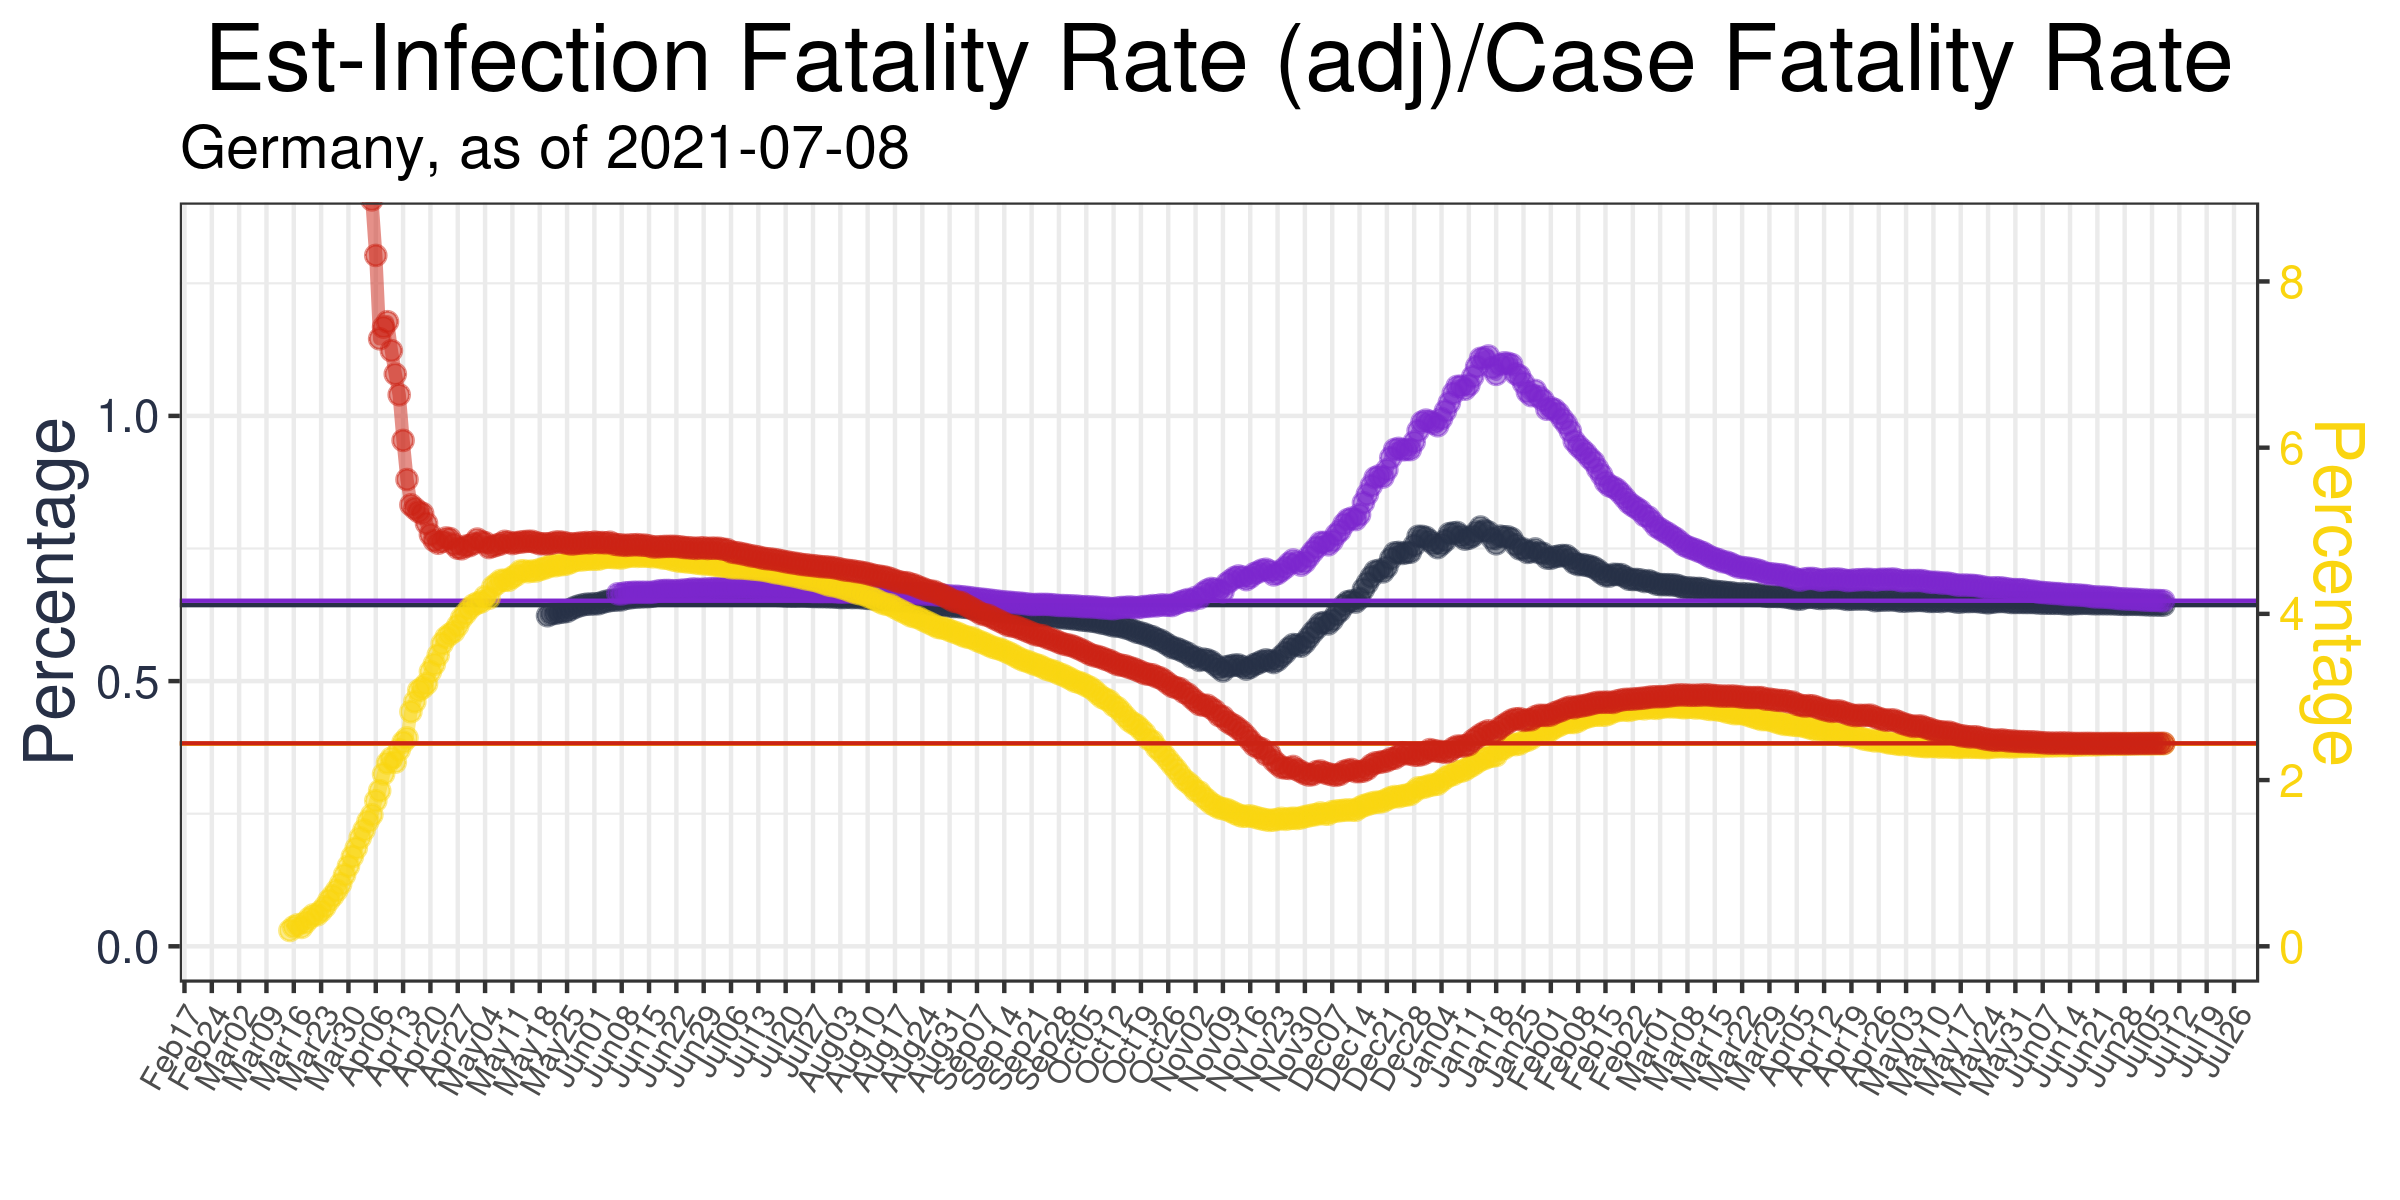 Est-Infection Fatality Rate (adj)/Case Fatality Rate
Germany, as of 2021-07-08
Percentage
1.0
0.5
0.0
8
6
4
2
0
Percentage
Feb17
Feb24
Mar02
Mar09
Mar16
Mar23
Mar30
Apr06
Apr13
Apr20
Apr27
May04
May11
May18
May25
Jun01
Jun08
Jun15
Jun22
Jun29
Jul06
Jul13
Jul20
Jul27
Aug03
Aug10
Aug17
Aug24
Aug31
Sep07
Sep14
Sep21
Sep28
Oct05
Oct12
Oct19
Oct26
Nov02
Nov09
Nov16
Nov23
Nov30
Dec07
Dec14
Dec21
Dec28
Jan04
Jan11
Jan18
Jan25
Feb01
Feb08
Feb15
Feb22
Mar01
Mar08
Mar15
Mar22
Mar29
Apr05
Apr12
Apr19
Apr26
May03
May10
May17
May24
May31
Jun07
Jun14
Jun21
Jun28
Jul05
Jul12
Jul19
Jul26